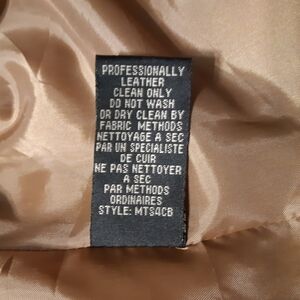 PROFESSIONALLY
LEATHER
CLEAN ONLY
DO NOT WASH
OR DRY CLEAN BY
FABRIC METHODS
NETTOYAGE A SEC
PAR UN SPECIALISTE
DE CUIR
NE PAS NETTOYER
A SEC
PAR METHODS
ORDINAIRES
STYLE: MTS4CB